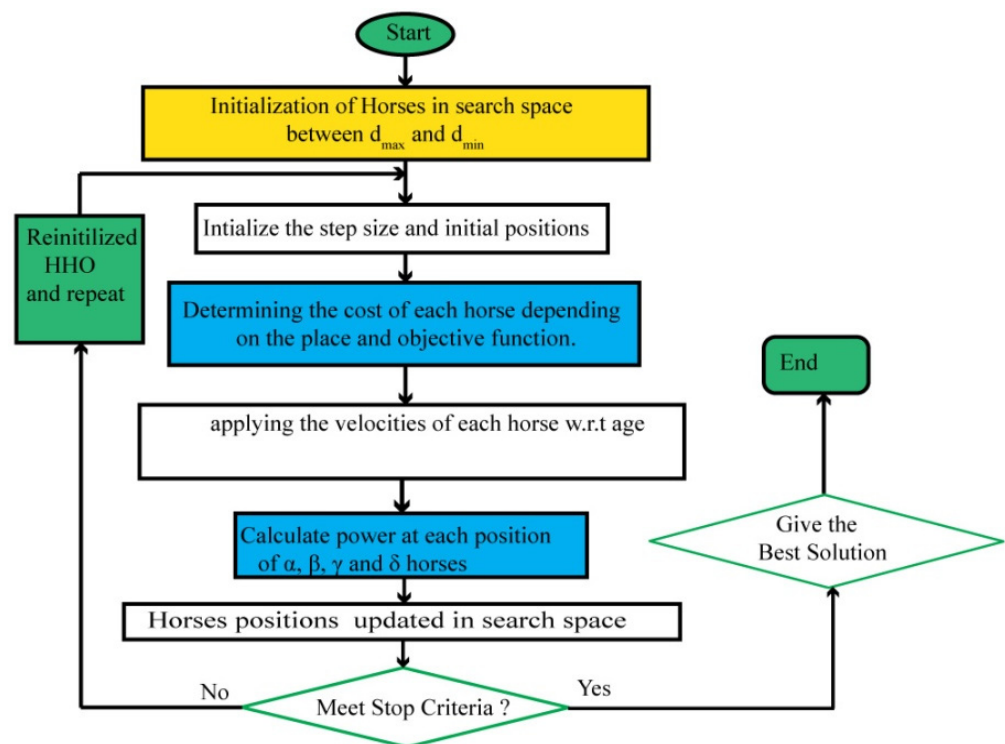 Start
Initialization of Horses in search space
between dmax and dmin
Intialize the step size and initial positions
Reinitilized
HHO
and repeat
Determining the cost of each horse depending
on the place and objective function.
End
applying the velocities of each horse w.r.t age
Calculate power at each position
of α, β, γ and δ horses
Give the
Best Solution
Horses positions updated in search space
No
Meet Stop Criteria ?
Yes